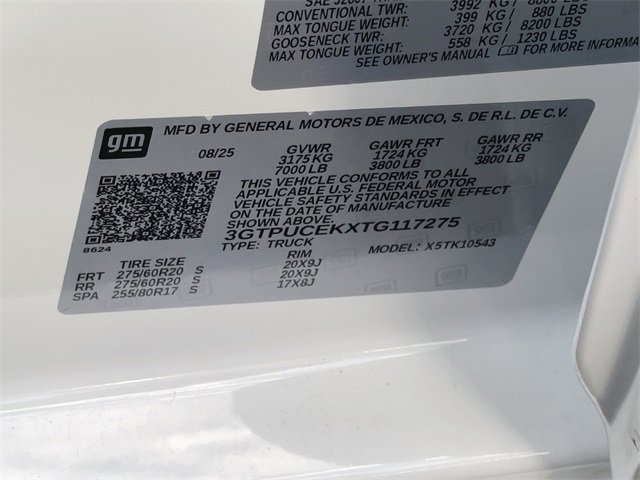 CONVENTIONAL TWR: 3992 KG / 8800 LBS
MAX TONGUE WEIGHT: 399 KG / 880 LBS
GOOSENECK TWR: 3720 KG / 8200 LBS
MAX TONGUE WEIGHT: 558 KG / 1230 LBS
SEE OWNER'S MANUAL FOR MORE INFORMA
gm
MFD BY GENERAL MOTORS DE MEXICO, S. DE R.L. DE C.V.
08/25 GVWR GAWR FRT GAWR RR
3175 KG 1724 KG 1724 KG
7000 LB 3800 LB 3800 LB
THIS VEHICLE CONFORMS TO ALL
APPLICABLE U.S. FEDERAL MOTOR
VEHICLE SAFETY STANDARDS IN EFFECT
ON THE DATE OF MANUFACTURE
SHOWN ABOVE.
3GTPUCEKXTG117275
TYPE: TRUCK MODEL: X5TK10543
8624
TIRE SIZE RIM
FRT 275/60R20 S 20X9J
RR 275/60R20 S 20X9J
SPA 255/80R17 S 17X8J